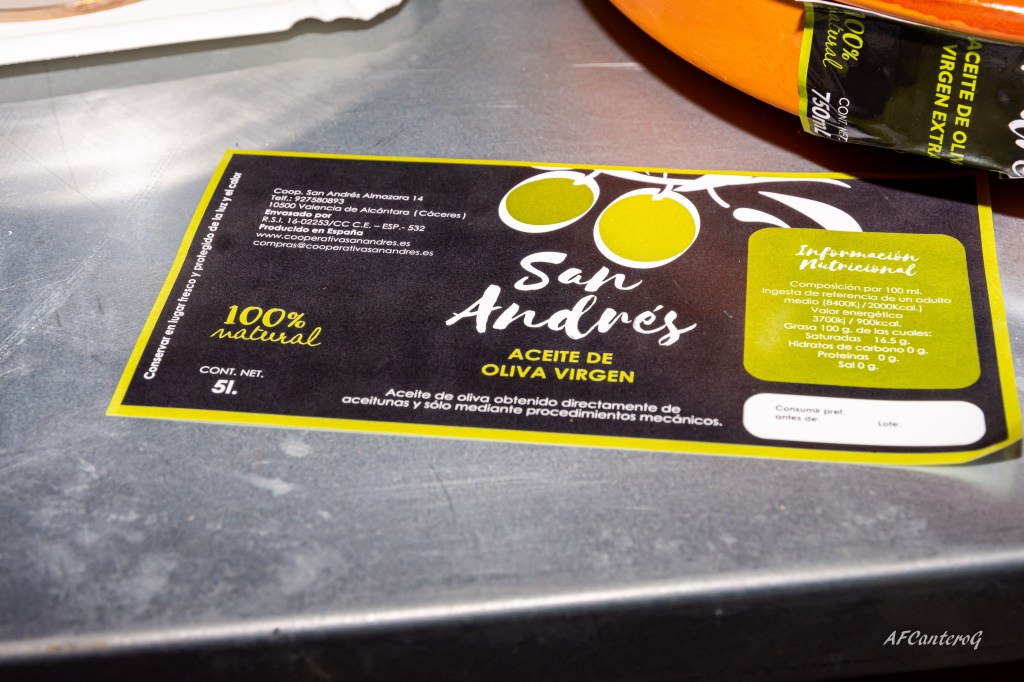 Conservar en lugar fresco y protegido de la luz y el calor
Coop. San Andrés Almazara 14
Telf.: 927580893
10500 Valencia de Alcántara (Cáceres)
Envasado por
R.S.I. 16-02253/CC C.E. – ESP.- 532
Producido en España
www.cooperativasanandres.es
compras@cooperativasanandres.es
100%
natural
CONT. NET.
5l.
San
Andrés
ACEITE DE
OLIVA VIRGEN
Aceite de oliva obtenido directamente de
aceitunas y sólo mediante procedimientos mecánicos.
Información
Nutricional
Composición por 100 ml.
Ingesta de referencia de un adulto
medio (8400Kj/2000Kcal.)
Valor energético
3700kj / 900kcal.
Grasa 100 g. de las cuales:
Saturadas 16.5 g.
Hidratos de carbono 0 g.
Proteínas 0 g.
Sal 0 g.
Consumir pref.
antes de:
Lote:
100%
natural
CONT. NET.
750ml
ACEITE DE
VIRGEN
AFCanteroG